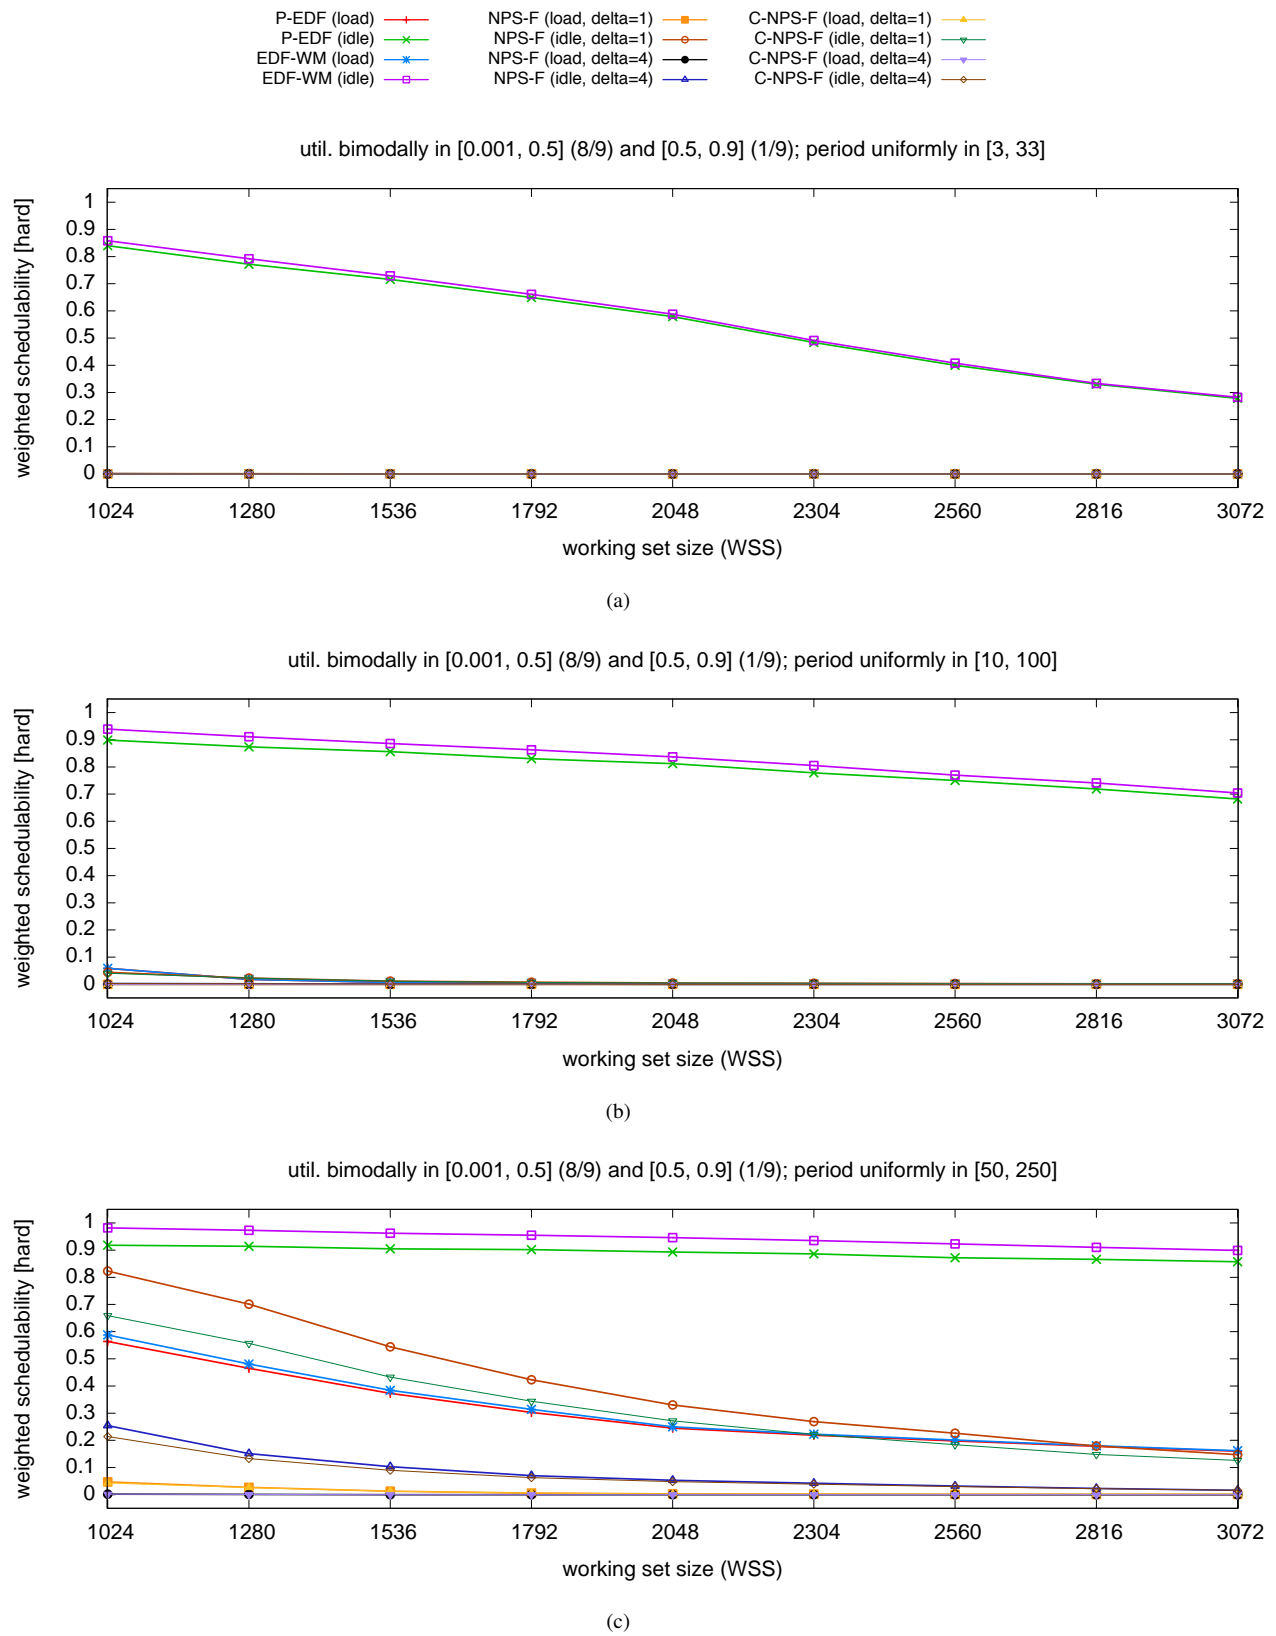 P-EDF (load) NPS-F (load, delta=1) C-NPS-F (load, delta=1)
P-EDF (idle) NPS-F (idle, delta=1) C-NPS-F (idle, delta=1)
EDF-WM (load) NPS-F (load, delta=4) C-NPS-F (load, delta=4)
EDF-WM (idle) NPS-F (idle, delta=4) C-NPS-F (idle, delta=4)
util. bimodally in [0.001, 0.5] (8/9) and [0.5, 0.9] (1/9); period uniformly in [3, 33]
weighted schedulability [hard]
1
0.9
0.8
0.7
0.6
0.5
0.4
0.3
0.2
0.1
0
1024 1280 1536 1792 2048 2304 2560 2816 3072
working set size (WSS)
(a)
util. bimodally in [0.001, 0.5] (8/9) and [0.5, 0.9] (1/9); period uniformly in [10, 100]
weighted schedulability [hard]
1
0.9
0.8
0.7
0.6
0.5
0.4
0.3
0.2
0.1
0
1024 1280 1536 1792 2048 2304 2560 2816 3072
working set size (WSS)
(b)
util. bimodally in [0.001, 0.5] (8/9) and [0.5, 0.9] (1/9); period uniformly in [50, 250]
weighted schedulability [hard]
1
0.9
0.8
0.7
0.6
0.5
0.4
0.3
0.2
0.1
0
1024 1280 1536 1792 2048 2304 2560 2816 3072
working set size (WSS)
(c)